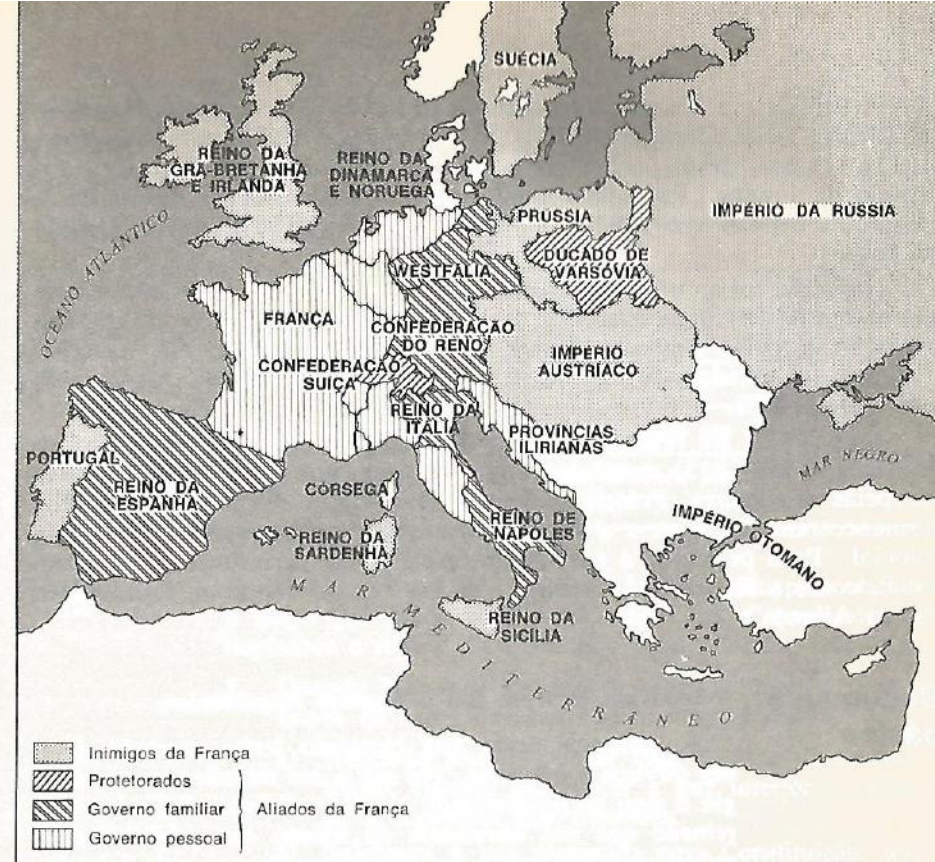 SUÉCIA
REINO DA
GRÃ-BRETANHA
E IRLANDA
REINO DA
DINAMARCA
E NORUEGA
PRÚSSIA
IMPÉRIO DA RÚSSIA
OCEANO ATLÂNTICO
DUCADO DE
VARSÓVIA
WESTFÁLIA
FRANÇA
CONFEDERAÇÃO
DO RENO
CONFEDERAÇÃO
SUÍÇA
IMPÉRIO
AUSTRÍACO
REINO DA
ITÁLIA
PROVÍNCIAS
ILIRIANAS
PORTUGAL
REINO DA
ESPANHA
MAR NEGRO
CÓRSEGA
IMPÉRIO OTOMANO
REINO DA
SARDENHA
REINO DE
NÁPOLES
REINO DA
SICÍLIA
MAR MEDITERRÂNEO
Inimigos da França
Protetorados
Governo familiar
Aliados da França
Governo pessoal